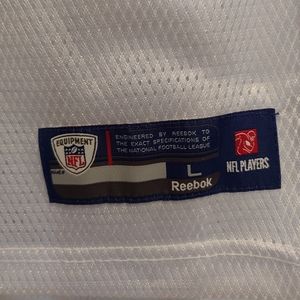 EQUIPMENT
NFL
ENGINEERED BY REEBOK TO
THE EXACT SPECIFICATIONS OF
THE NATIONAL FOOTBALL LEAGUE
L
Reebok
NFL PLAYERS